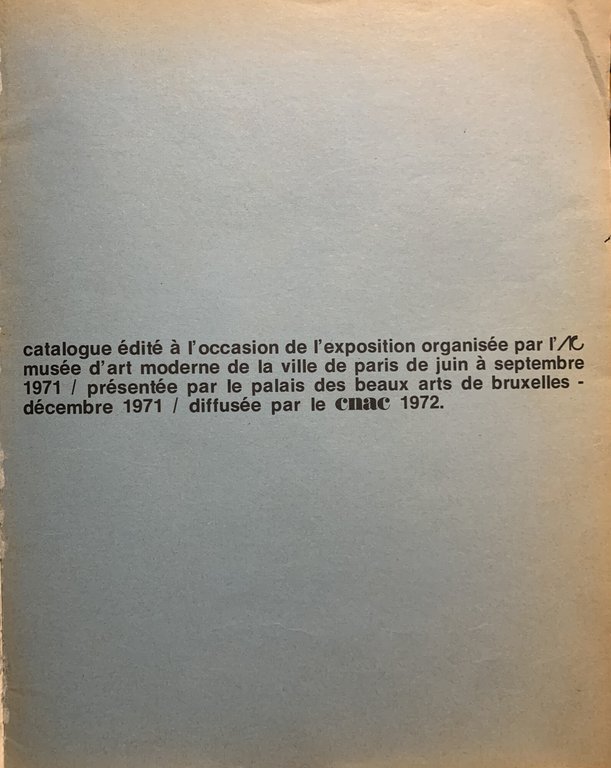 catalogue édité à l'occasion de l'exposition organisée par l'
musée d'art moderne de la ville de paris de juin à septembre
1971 / présentée par le palais des beaux arts de bruxelles -
décembre 1971 / diffusée par le cnac 1972.